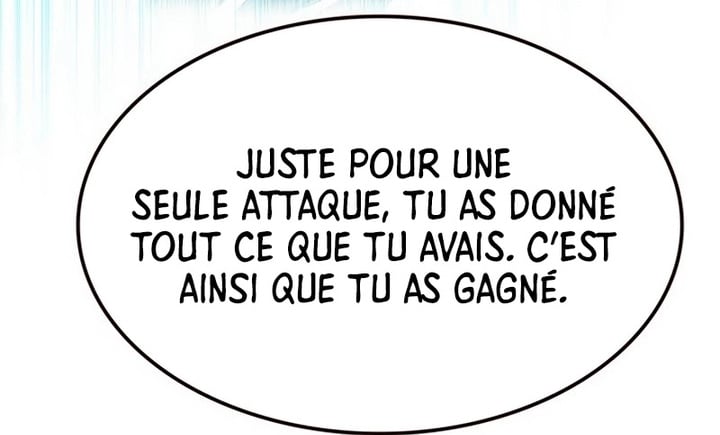 JUSTE POUR UNE
SEULE ATTAQUE, TU AS DONNÉ
TOUT CE QUE TU AVAIS. C'EST
AINSI QUE TU AS GAGNÉ.